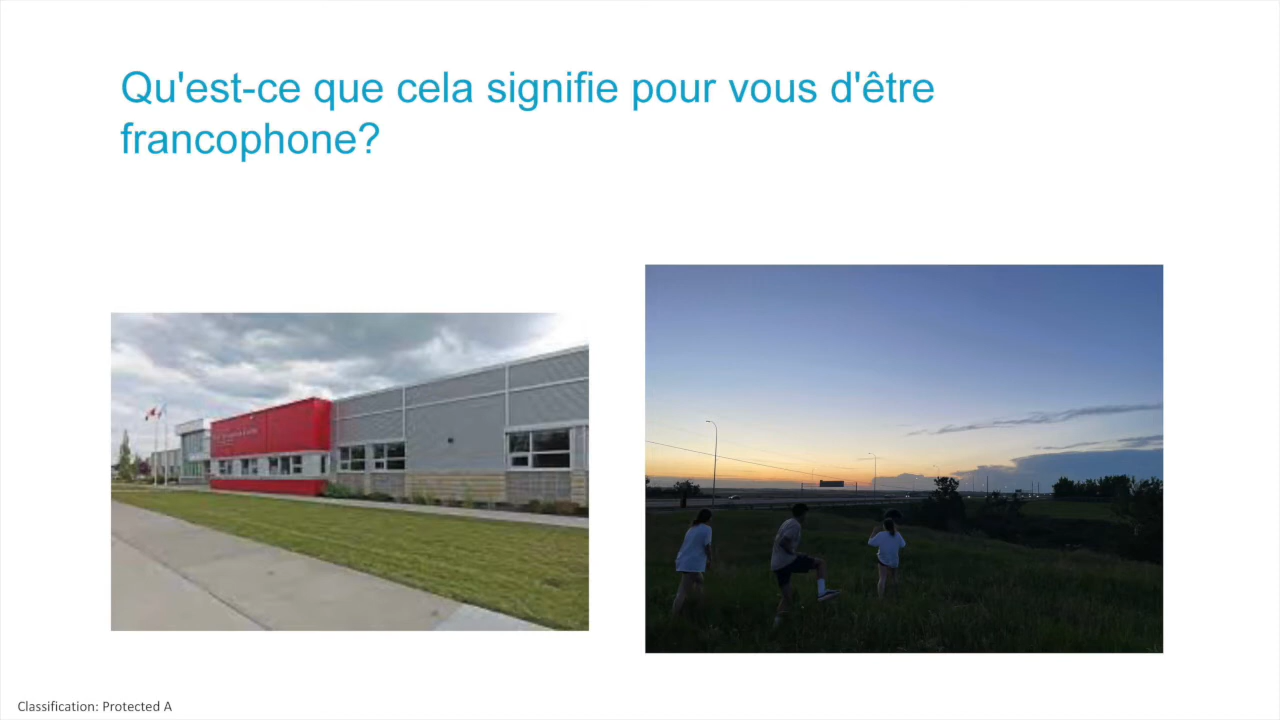 Qu'est-ce que cela signifie pour vous d'être
francophone?
Classification: Protected A